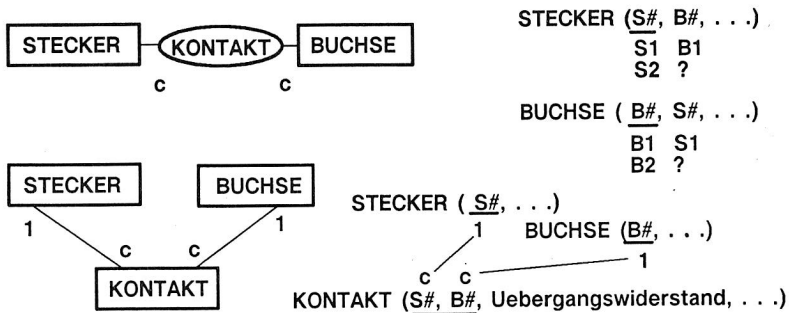 STECKER KONTAKT BUCHSE
c c
STECKER (S#, B#, . . .)
S1 B1
S2 ?
BUCHSE ( B#, S#, . . .)
B1 S1
B2 ?
STECKER BUCHSE
1 1
c c
KONTAKT
STECKER ( S#, . . .)
1
BUCHSE (B#, . . .)
1
c c
KONTAKT (S#, B#, Uebergangswiderstand, . . .)